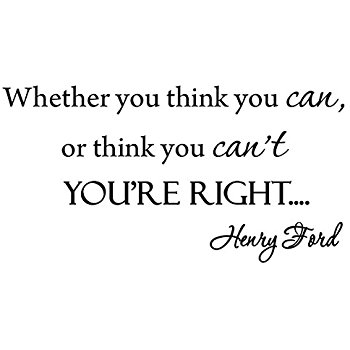 Whether you think you can,
or think you can't
YOU'RE RIGHT....
Henry Ford